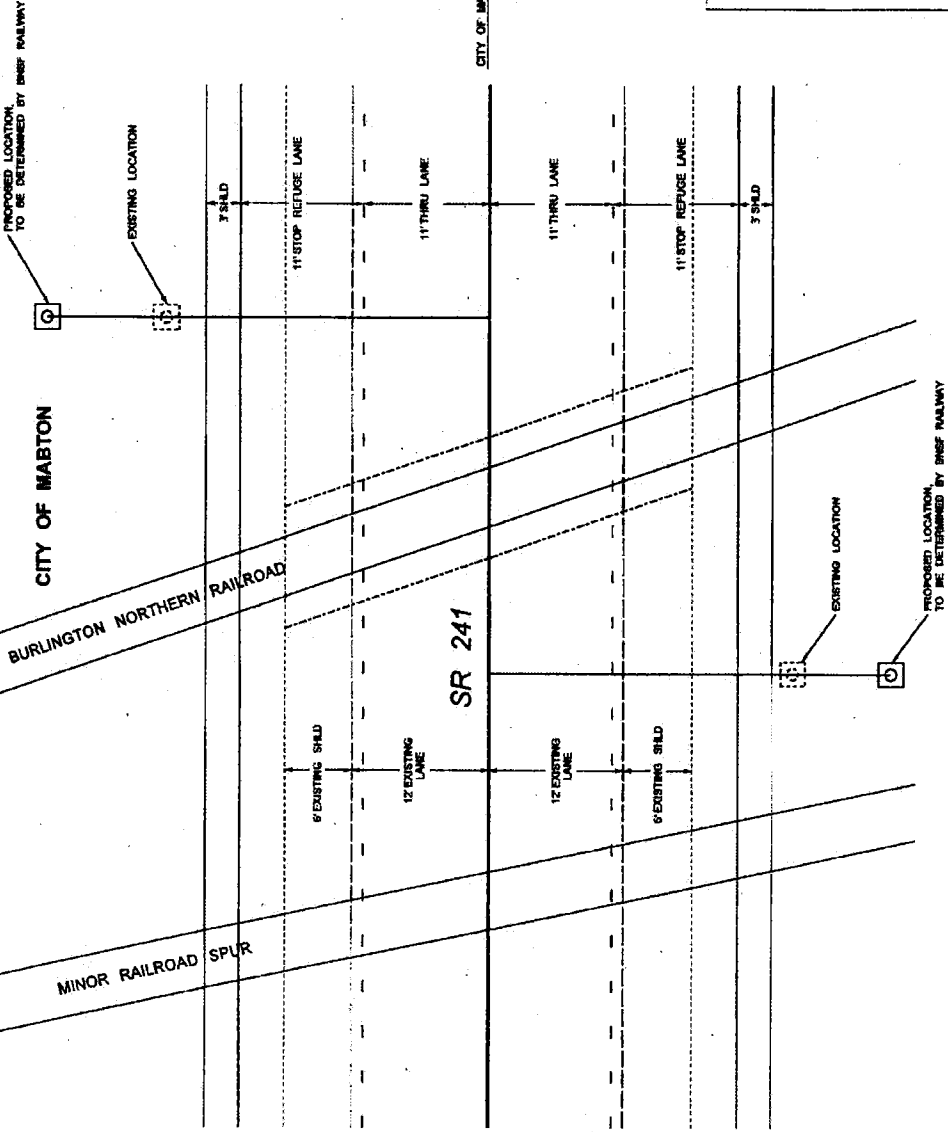 PROPOSED LOCATION,
TO BE DETERMINED BY BNSF RAILWAY
EXISTING LOCATION
CITY OF
CITY OF MABTON
3' SHLD
11' STOP REFUGE LANE
11' THRU LANE
11' THRU LANE
11' STOP REFUGE LANE
3' SHLD
BURLINGTON NORTHERN RAILROAD
SR 241
6' EXISTING SHLD
12' EXISTING
LANE
12' EXISTING
LANE
6' EXISTING SHLD
EXISTING LOCATION
PROPOSED LOCATION,
TO BE DETERMINED BY BNSF RAILWAY
MINOR RAILROAD SPUR